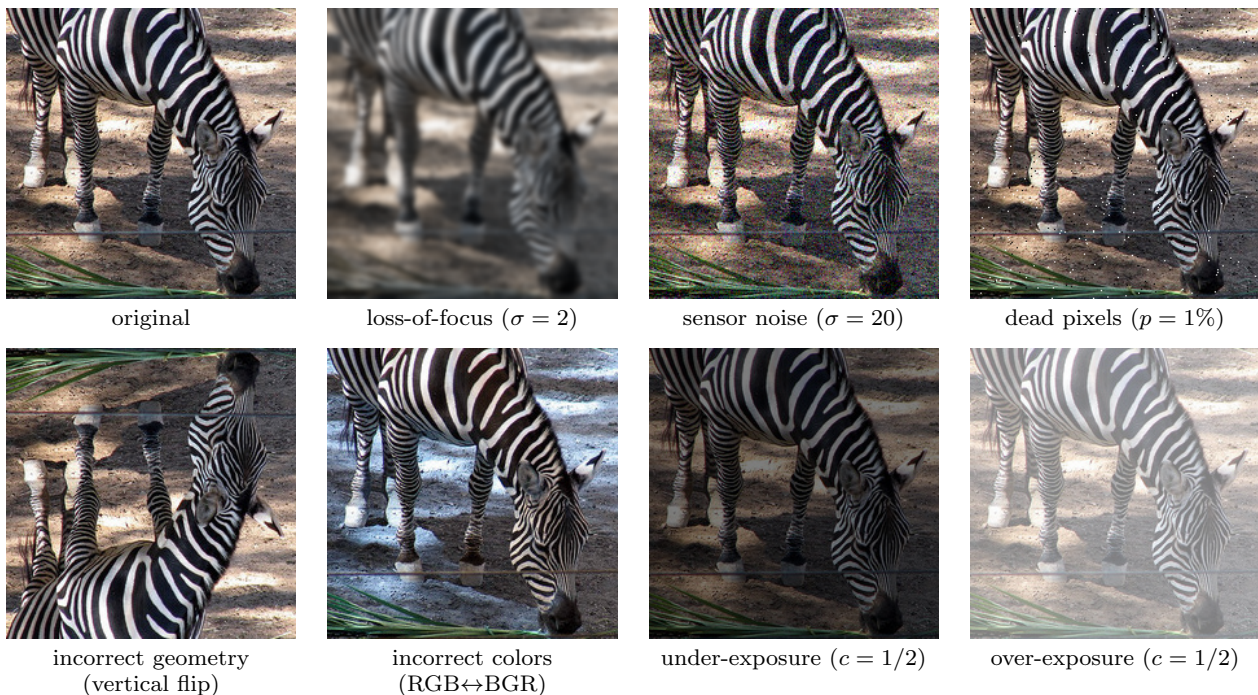 original
loss-of-focus (σ = 2)
sensor noise (σ = 20)
dead pixels (p = 1%)
incorrect geometry
(vertical flip)
incorrect colors
(RGB↔BGR)
under-exposure (c = 1/2)
over-exposure (c = 1/2)